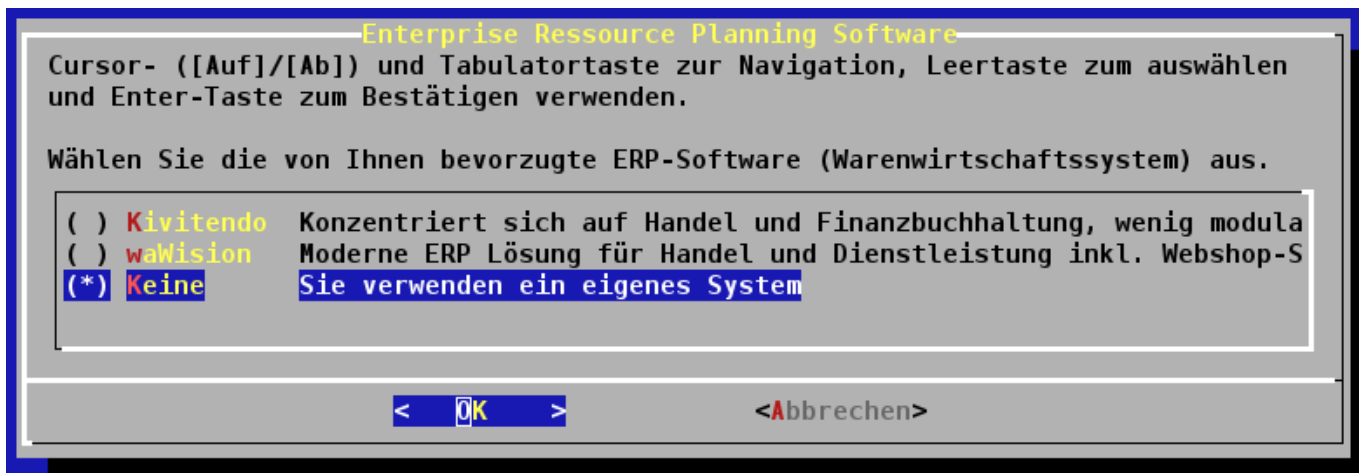 Enterprise Ressource Planning Software
Cursor- ([Auf]/[Ab]) und Tabulatortaste zur Navigation, Leertaste zum auswählen
und Enter-Taste zum Bestätigen verwenden.
Wählen Sie die von Ihnen bevorzugte ERP-Software (Warenwirtschaftssystem) aus.
( ) Kivitendo Konzentriert sich auf Handel und Finanzbuchhaltung, wenig modula
( ) waWision Moderne ERP Lösung für Handel und Dienstleistung inkl. Webshop-S
(*) Keine Sie verwenden ein eigenes System
< OK > <Abbrechen>